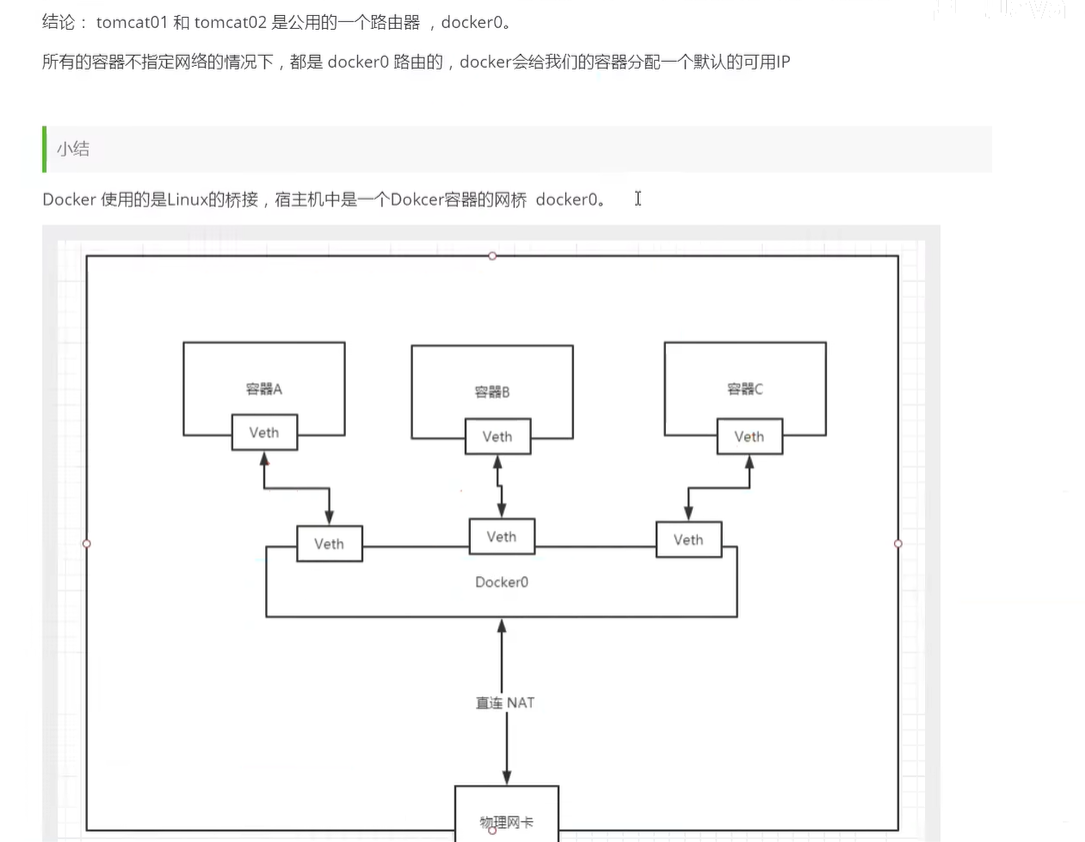 结论： tomcat01 和 tomcat02 是公用的一个路由器 ，docker0。
所有的容器不指定网络的情况下，都是 docker0 路由的，docker会给我们的容器分配一个默认的可用IP
小结
Docker 使用的是Linux的桥接，宿主机中是一个Dokcer容器的网桥 docker0。
容器A
容器B
容器C
Veth
Veth
Veth
Veth
Veth
Veth
Docker0
直连 NAT
物理网卡